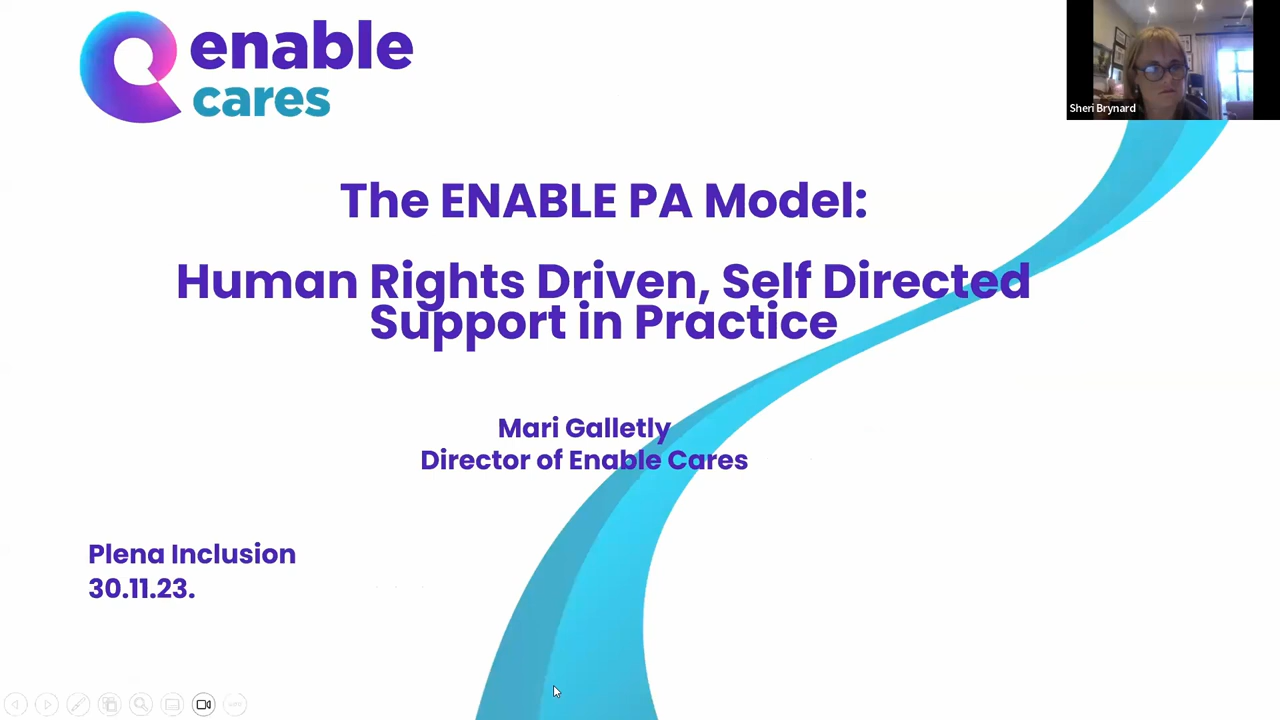 enable
cares
Sheri Brynard
The ENABLE PA Model:
Human Rights Driven, Self Directed
Support in Practice
Mari Galletly
Director of Enable Cares
Plena Inclusion
30.11.23.